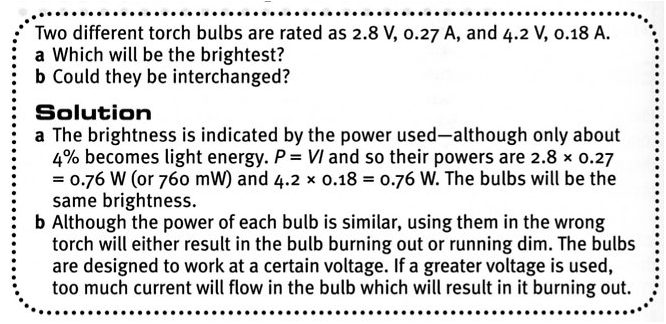 Two different torch bulbs are rated as 2.8 V, 0.27 A, and 4.2 V, 0.18 A.
a Which will be the brightest?
b Could they be interchanged?
Solution
a The brightness is indicated by the power used—although only about
4% becomes light energy. P = VI and so their powers are 2.8 × 0.27
= 0.76 W (or 760 mW) and 4.2 × 0.18 = 0.76 W. The bulbs will be the
same brightness.
b Although the power of each bulb is similar, using them in the wrong
torch will either result in the bulb burning out or running dim. The bulbs
are designed to work at a certain voltage. If a greater voltage is used,
too much current will flow in the bulb which will result in it burning out.